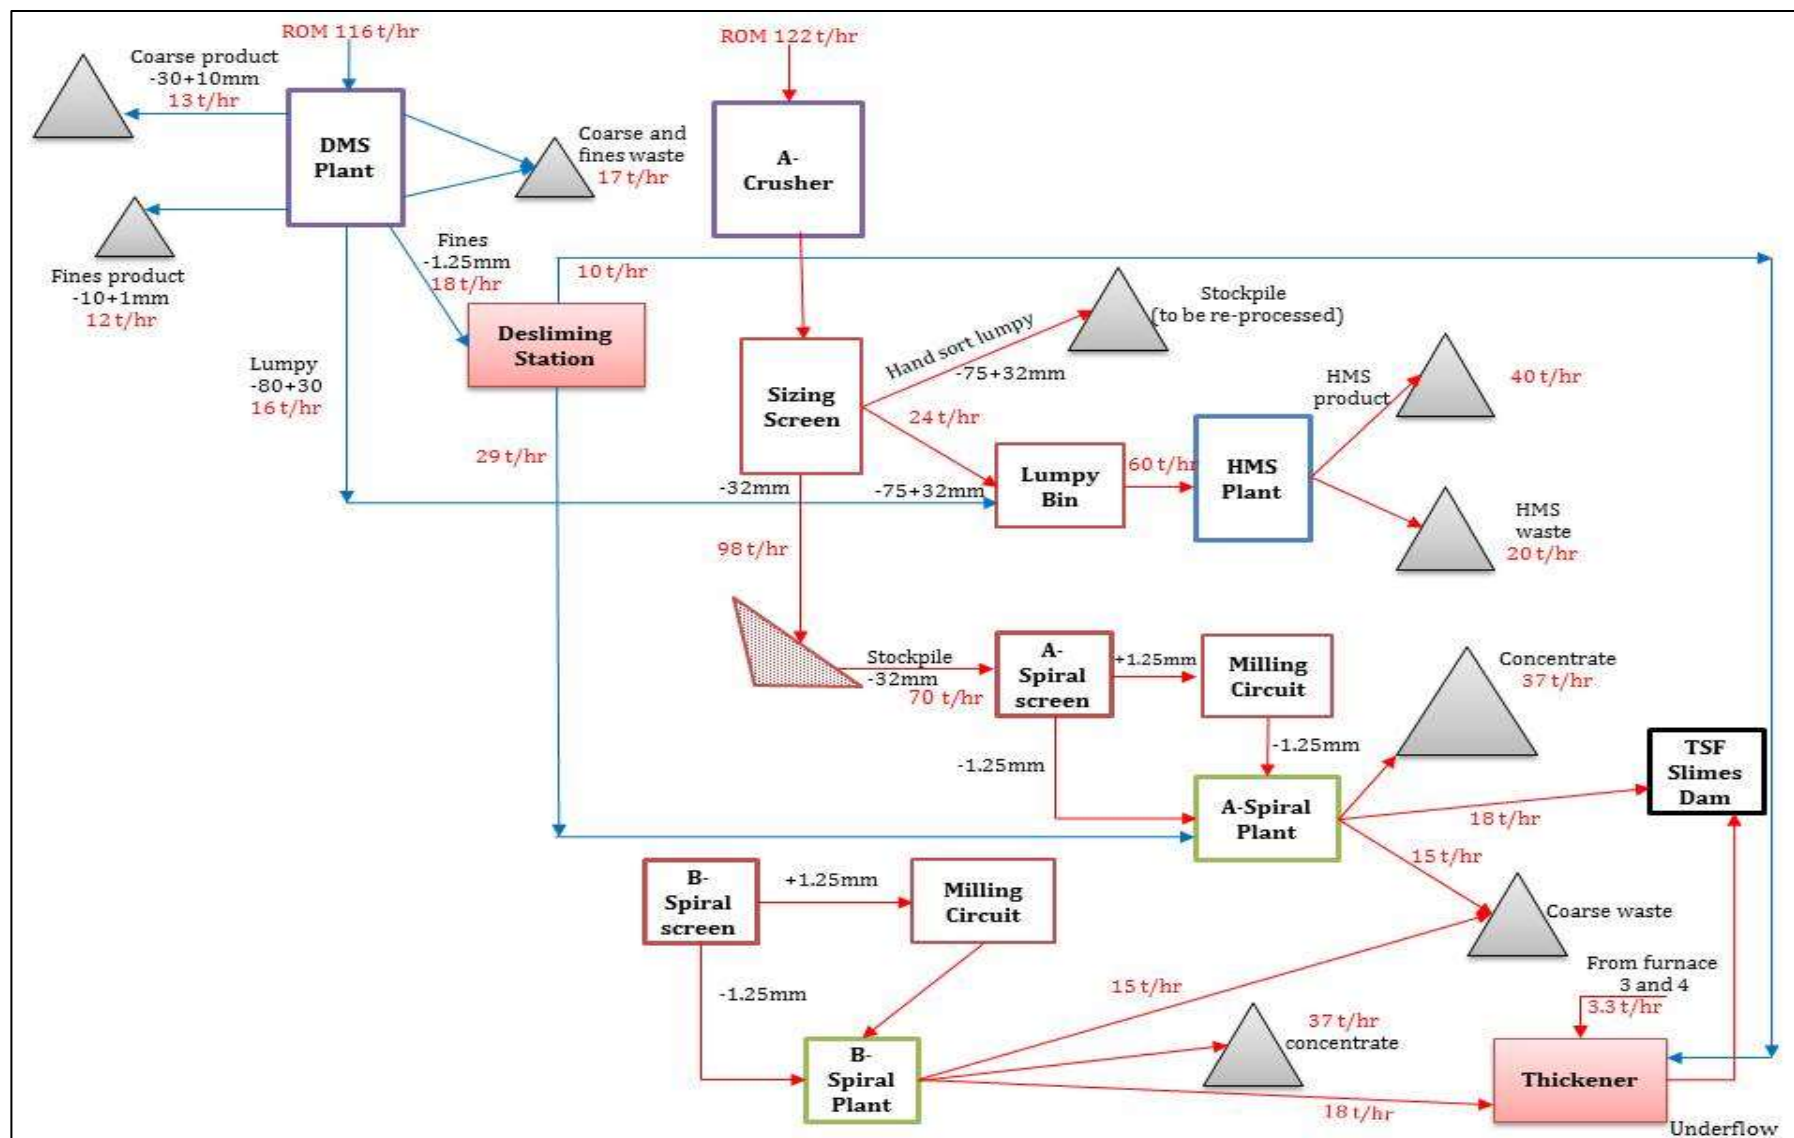 ROM 116 t/hr
ROM 122 t/hr
Coarse product
-30+10mm
13 t/hr
DMS
Plant
Coarse and
fines waste
17 t/hr
A-
Crusher
Fines product
-10+1mm
12 t/hr
Fines
-1.25mm
18 t/hr
10 t/hr
Desliming
Station
Lumpy
-80+30
16 t/hr
29 t/hr
Sizing
Screen
Hand sort lumpy
-75+32mm
Stockpile
(to be re-processed)
24 t/hr
-32mm
-75+32mm
Lumpy
Bin
60 t/hr
HMS
Plant
HMS
product
40 t/hr
HMS
waste
20 t/hr
98 t/hr
Stockpile
-32mm
70 t/hr
A-
Spiral
screen
+1.25mm
Milling
Circuit
-1.25mm
-1.25mm
Concentrate
37 t/hr
A-Spiral
Plant
TSF
Slimes
Dam
18 t/hr
15 t/hr
Coarse waste
B-
Spiral
screen
+1.25mm
Milling
Circuit
-1.25mm
B-
Spiral
Plant
15 t/hr
37 t/hr
concentrate
18 t/hr
From furnace
3 and 4
3.3 t/hr
Thickener
Underflow